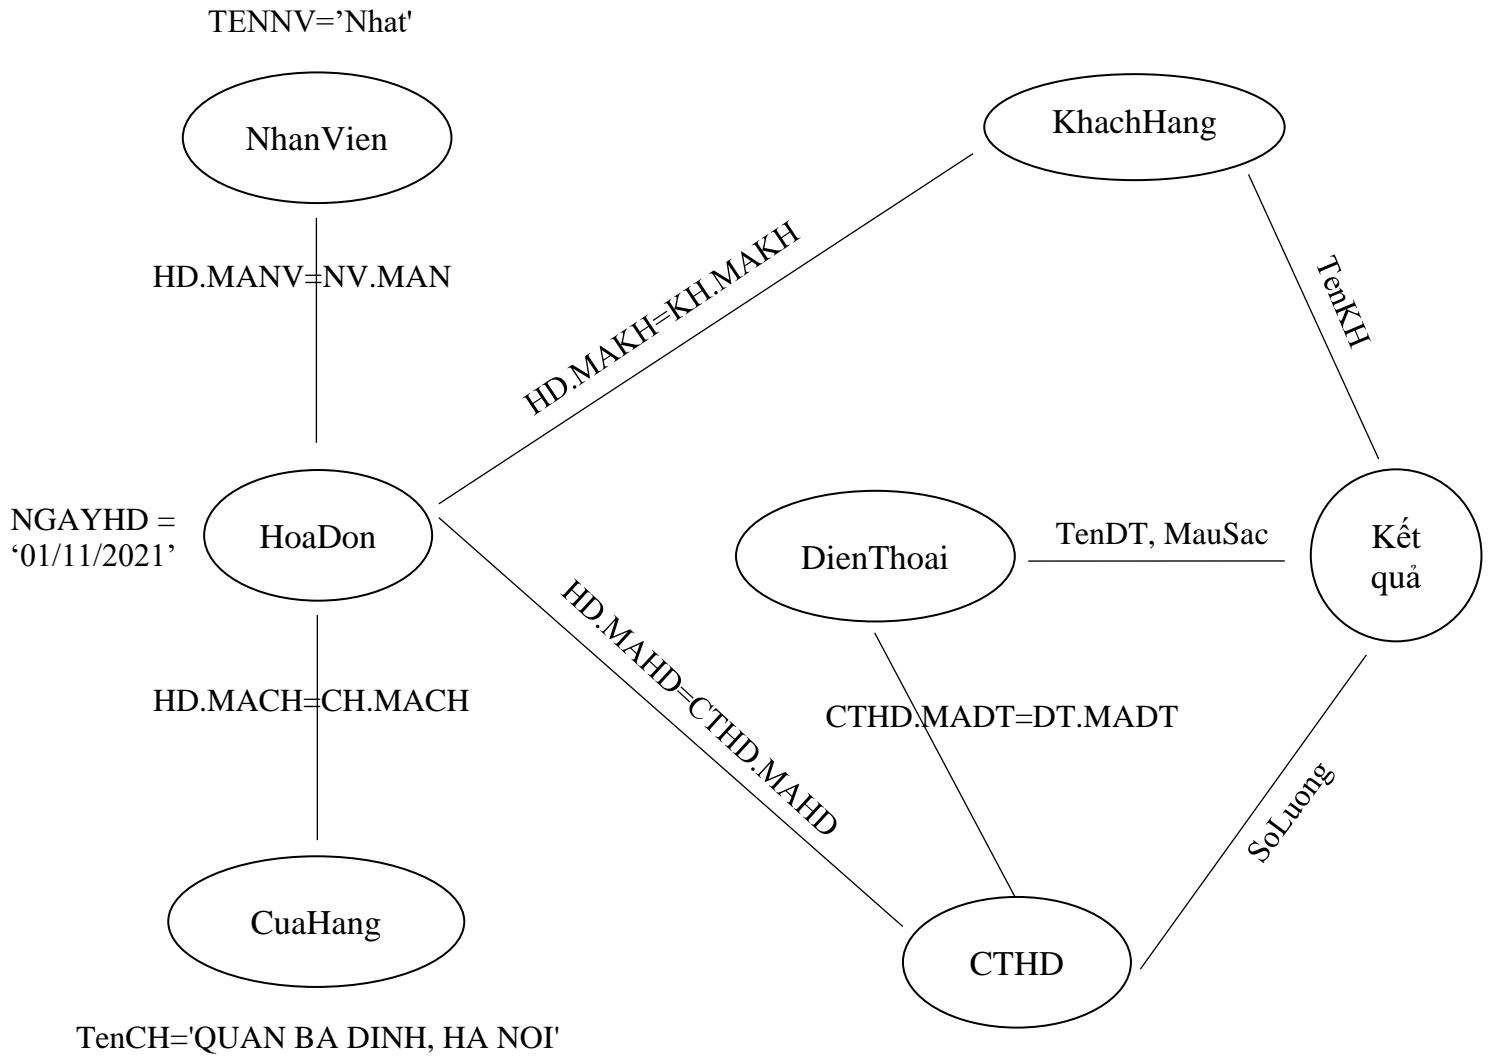 TENNV=’Nhat'
NhanVien
KhachHang
HD.MANV=NV.MAN
HD.MAKH=KH.MAKH
TenKH
NGAYHD =
‘01/11/2021’
HoaDon
DienThoai
TenDT, MauSac
Kết
quả
HD.MAHD=CTHD.MAHD
HD.MACH=CH.MACH
CTHD.MADT=DT.MADT
SoLuong
CuaHang
CTHD
TenCH='QUAN BA DINH, HA NOI'